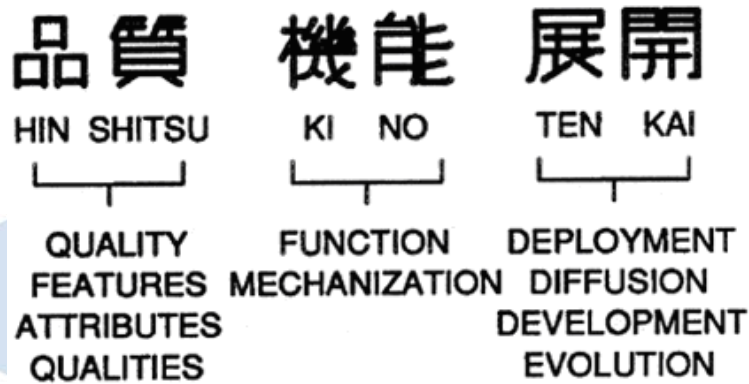 品質 機能 展開
HIN SHITSU KI NO TEN KAI
QUALITY FUNCTION DEPLOYMENT
FEATURES MECHANIZATION DIFFUSION
ATTRIBUTES DEVELOPMENT
QUALITIES EVOLUTION